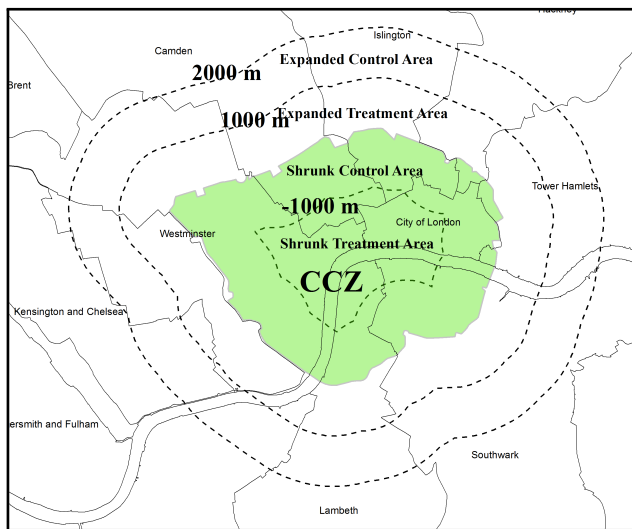 Hackney
Islington
Camden
Expanded Control Area
2000 m
Brent
1000 m
Expanded Treatment Area
Shrunk Control Area
Tower Hamlets
-1000 m
City of London
Westminster
Shrunk Treatment Area
CCZ
Kensington and Chelsea
ersmith and Fulham
Southwark
Lambeth